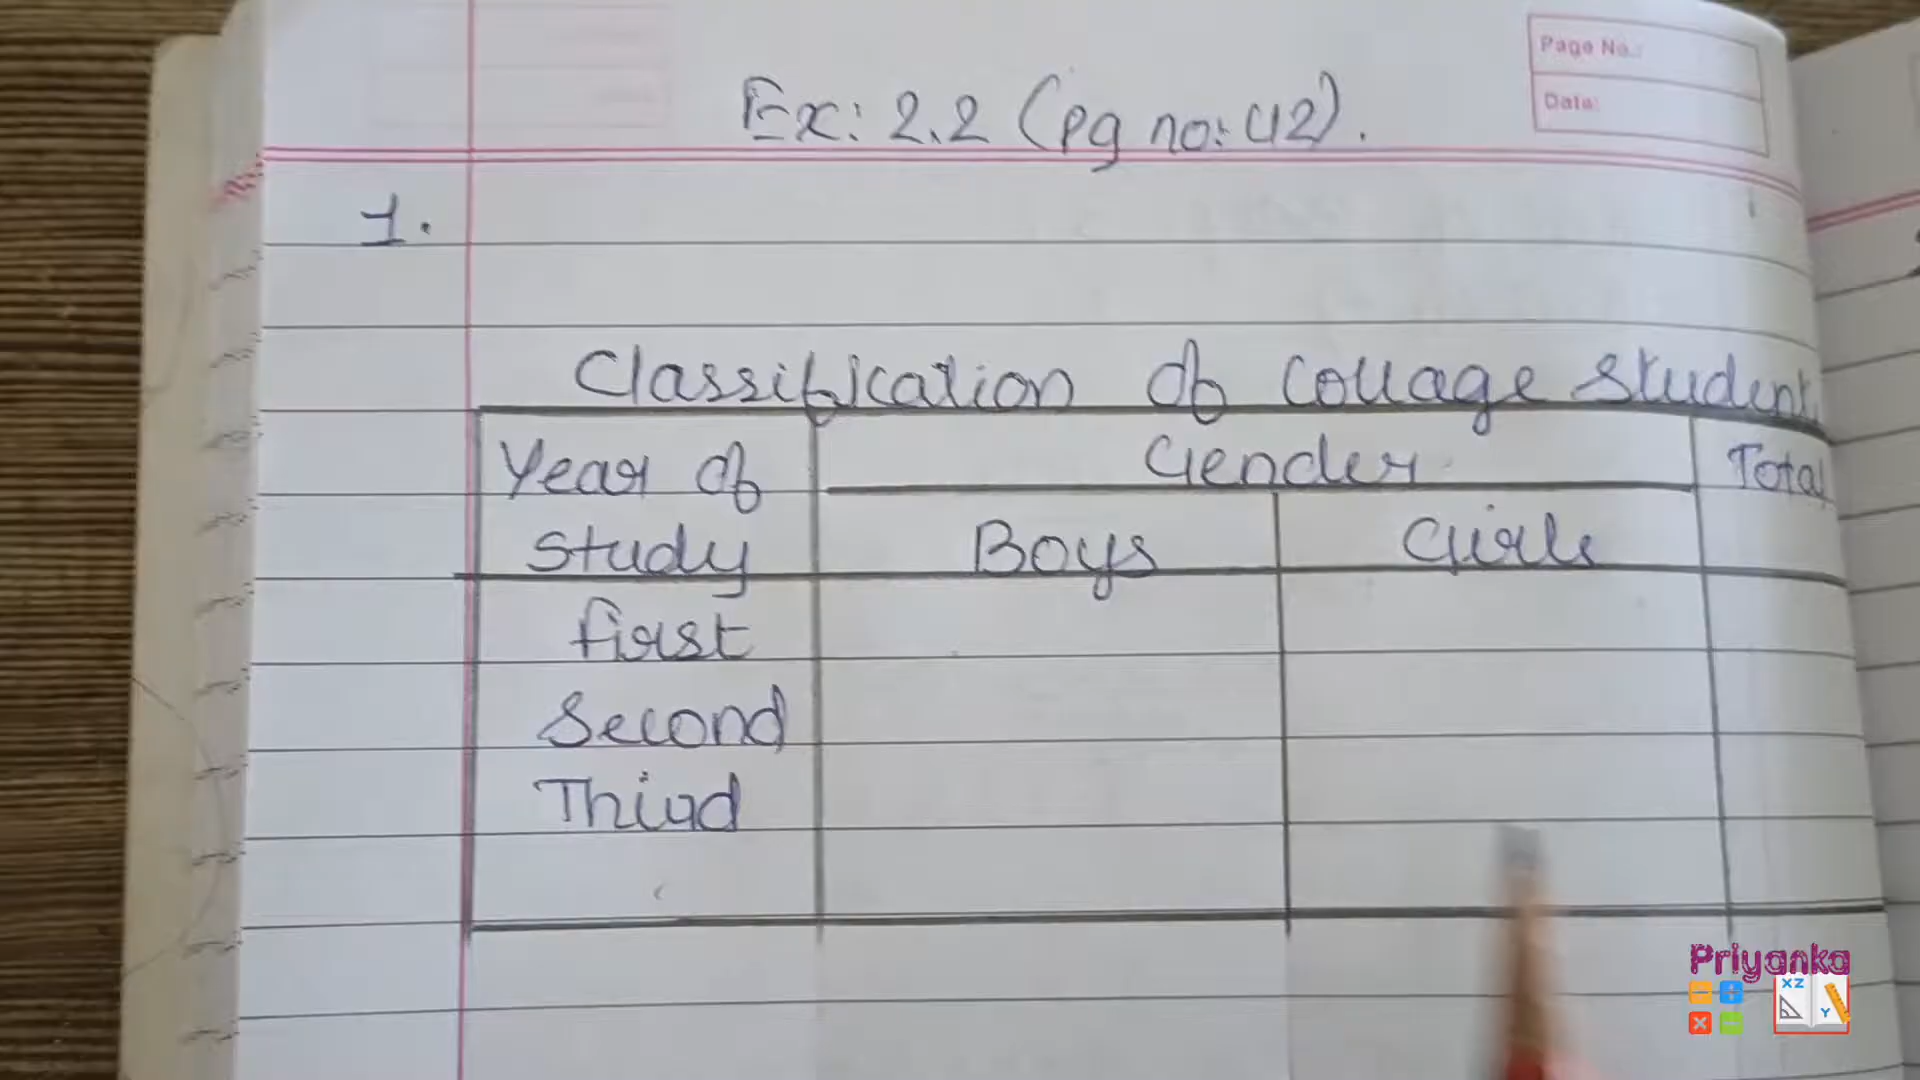 Page No.:
Date:
Ex: 2.2 (pg no: 42).
1.
Classification of Collage Student
Year of study
Gender
Total
Boys
Girls
first
Second
Third
Priyanka
XZ
Y